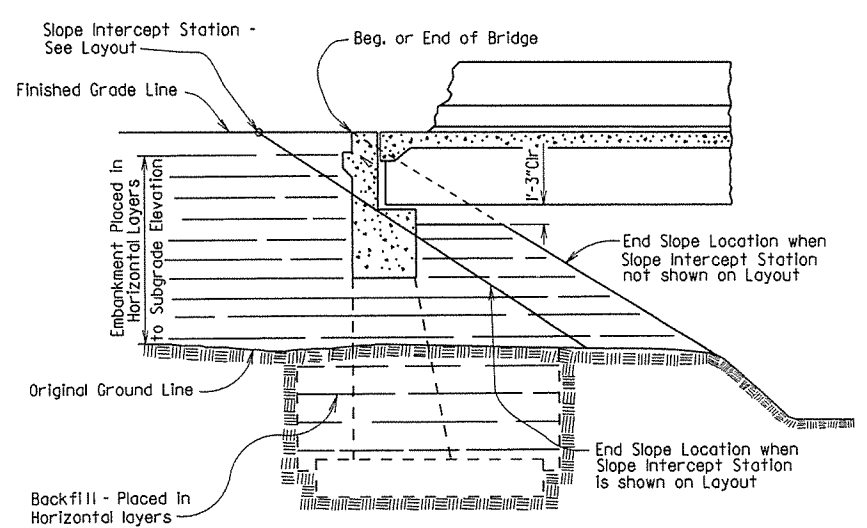 Slope Intercept Station -
See Layout
Beg. or End of Bridge
Finished Grade Line
Embankment Placed in
Horizontal Layers
to Subgrade Elevation
1'-3"Clr
End Slope Location when
Slope Intercept Station
not shown on Layout
Original Ground Line
End Slope Location when
Slope Intercept Station
is shown on Layout
Backfill - Placed in
Horizontal layers